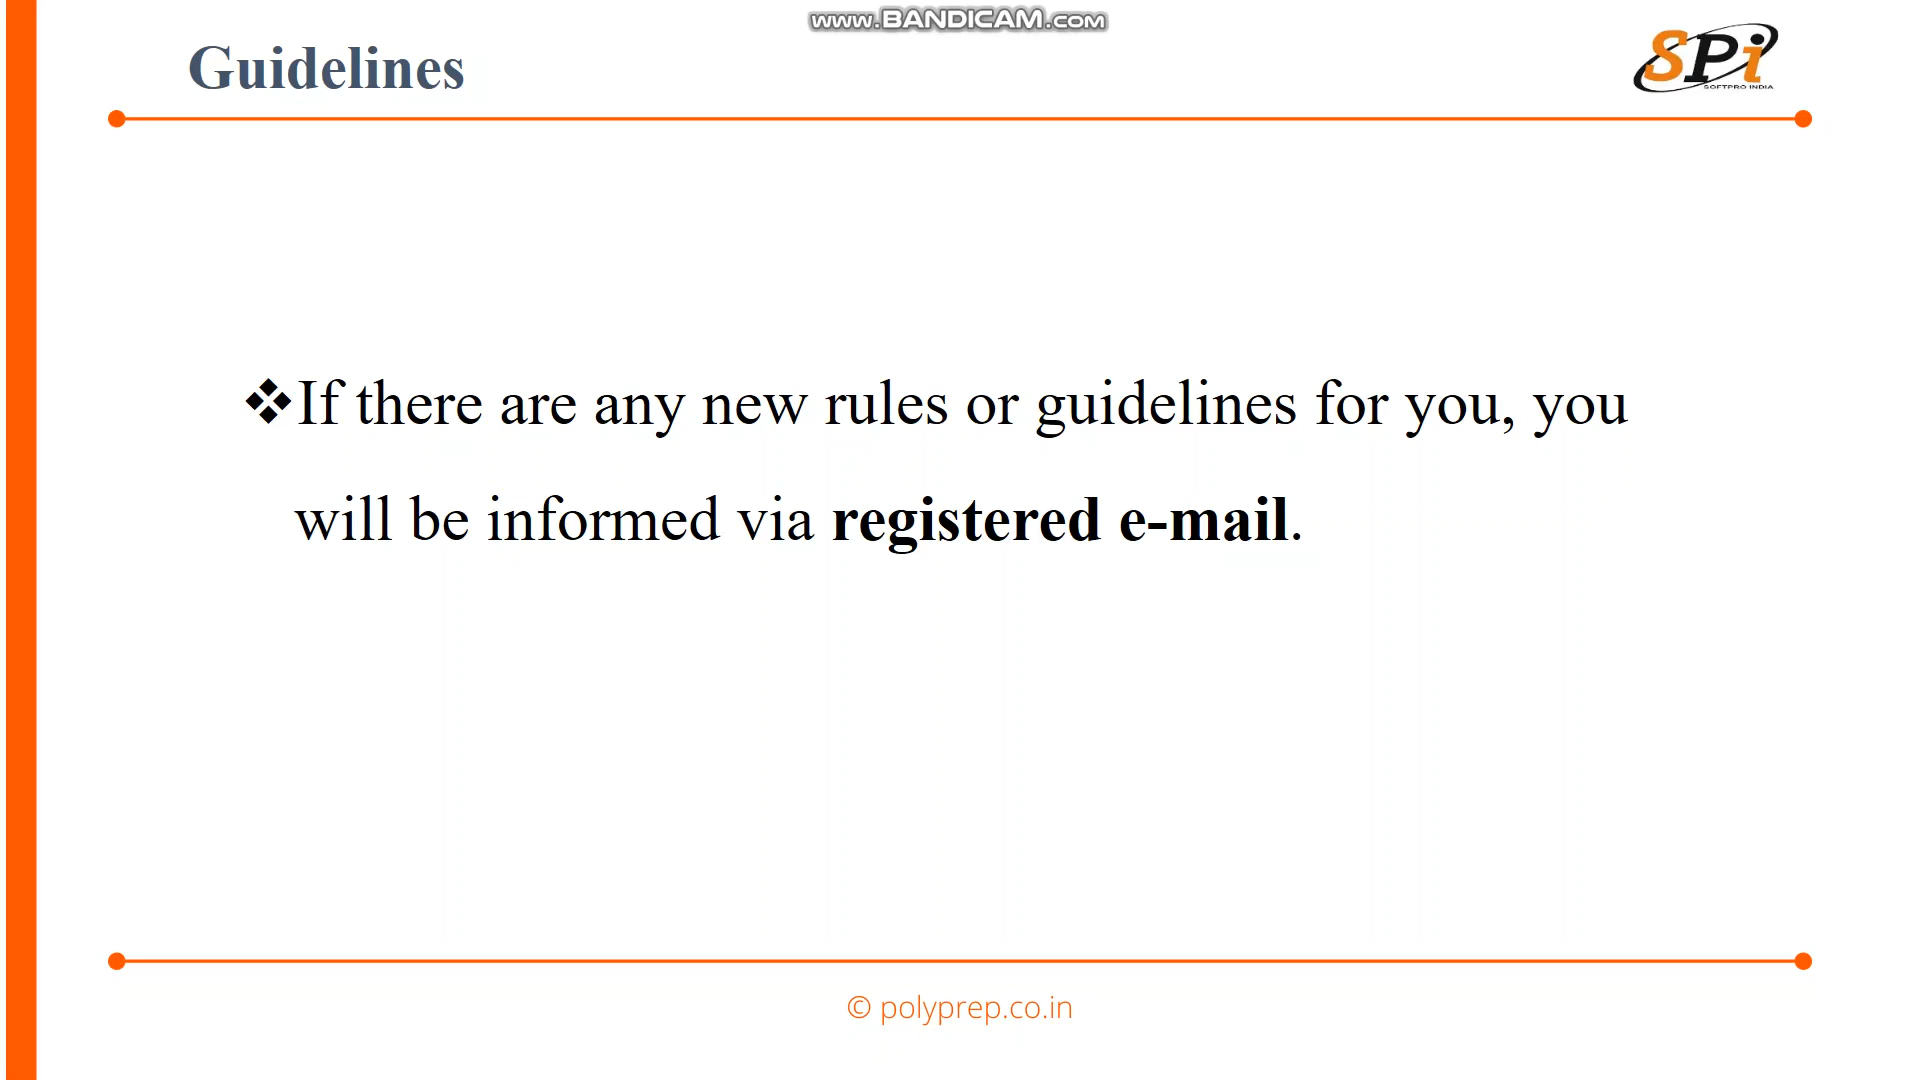 www.BANDICAM.com
Guidelines
SPi
SOFTPRO INDIA
❖If there are any new rules or guidelines for you, you
will be informed via registered e-mail.
© polyprep.co.in